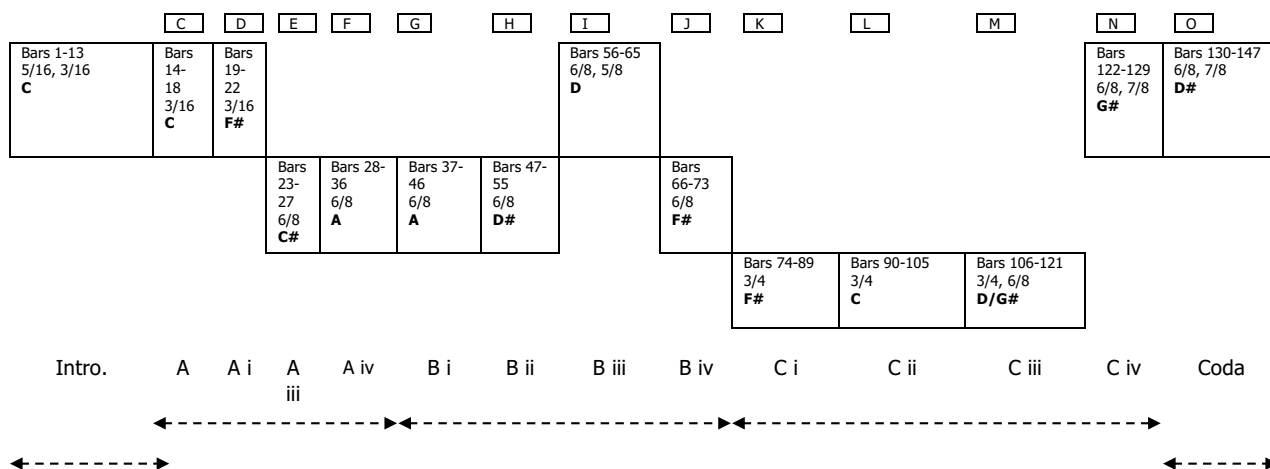 C D E F G H I J K L M N O
Bars 1-13
5/16, 3/16
C
Bars
14-
18
3/16
C
Bars
19-
22
3/16
F#
Bars 56-65
6/8, 5/8
D
Bars
122-129
6/8, 7/8
G#
Bars 130-147
6/8, 7/8
D#
Bars
23-
27
6/8
C#
Bars 28-
36
6/8
A
Bars 37-
46
6/8
A
Bars 47-
55
6/8
D#
Bars
66-73
6/8
F#
Bars 74-89
3/4
F#
Bars 90-105
3/4
C
Bars 106-121
3/4, 6/8
D/G#
Intro. A A i A A iv B i B ii B iii B iv C i C ii C iii C iv Coda
iii